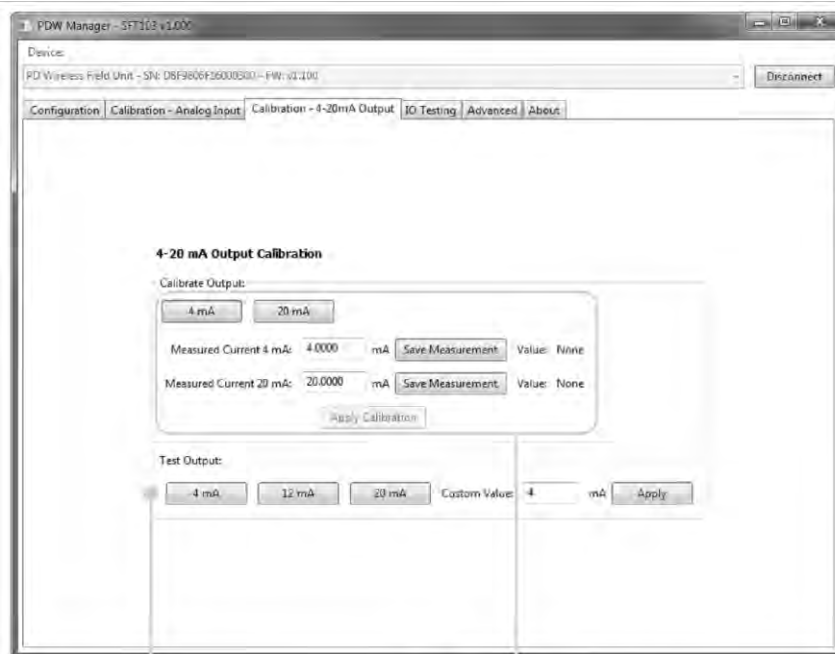 PDW Manager - SFT103 v1.000
Device:
PD Wireless Field Unit - SN: - FW: v1.100
Disconnect
Configuration Calibration - Analog Input Calibration - 4-20mA Output IO Testing Advanced About
4-20 mA Output Calibration
Calibrate Output:
4 mA 20 mA
Measured Current 4 mA: 4.0000 mA Save Measurement Value: None
Measured Current 20 mA: 20.0000 mA Save Measurement Value: None
Apply Calibration
Test Output:
4 mA 12 mA 20 mA Custom Value: 4 mA Apply